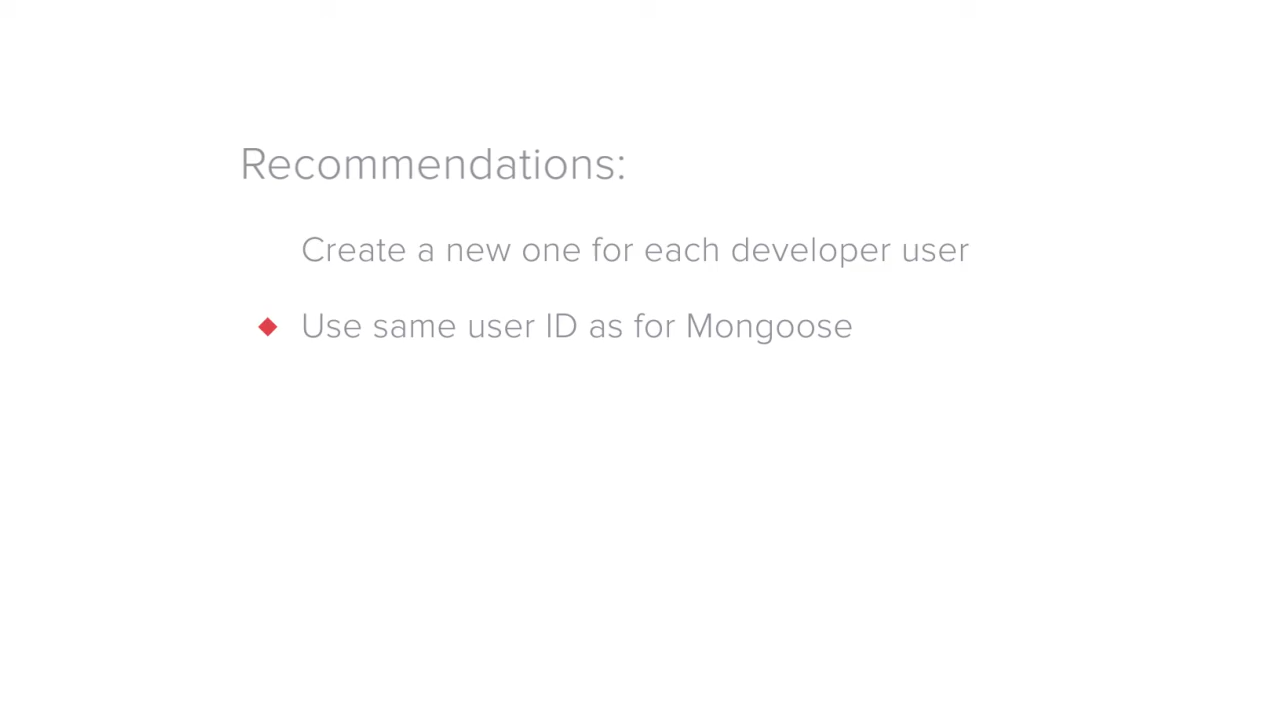 Recommendations:
Create a new one for each developer user
Use same user ID as for Mongoose